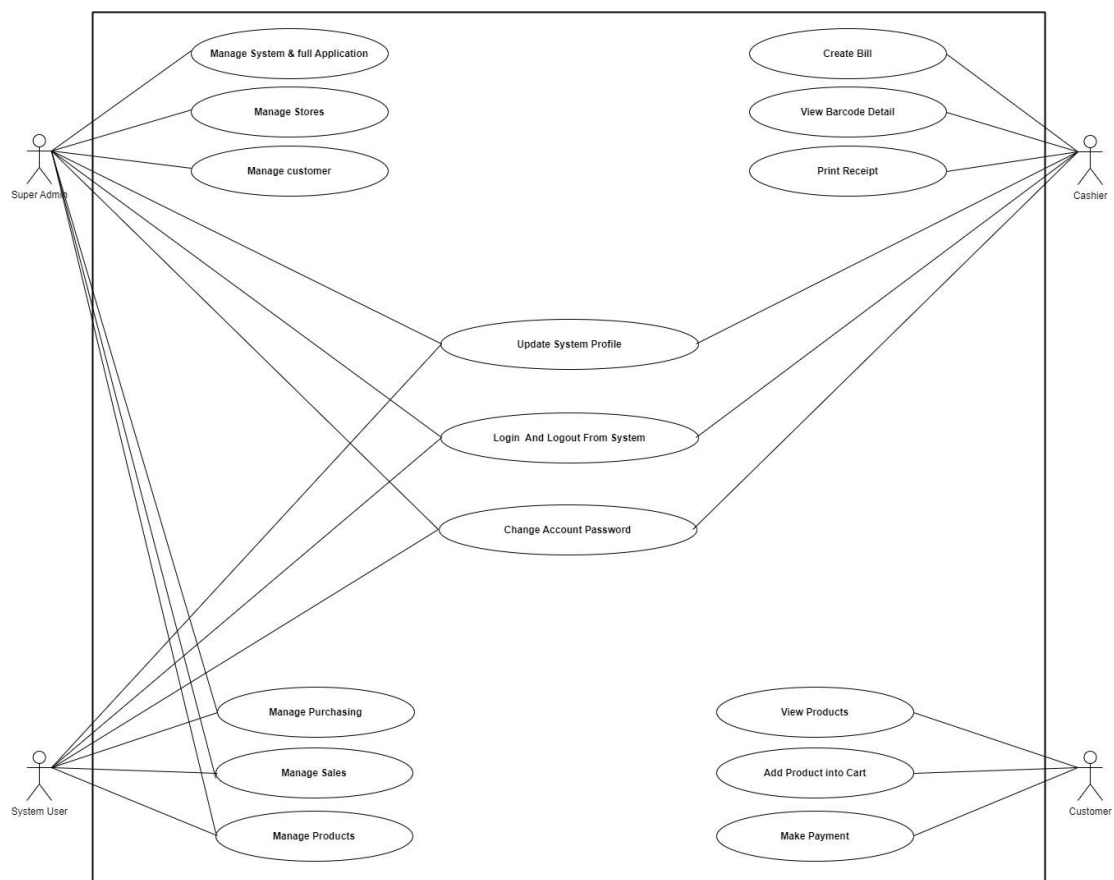 Manage System & full Application
Create Bill
Manage Stores
View Barcode Detail
Manage customer
Print Receipt
Super Admin
Cashier
Update System Profile
Login And Logout From System
Change Account Password
Manage Purchasing
View Products
Manage Sales
Add Product into Cart
System User
Customer
Manage Products
Make Payment